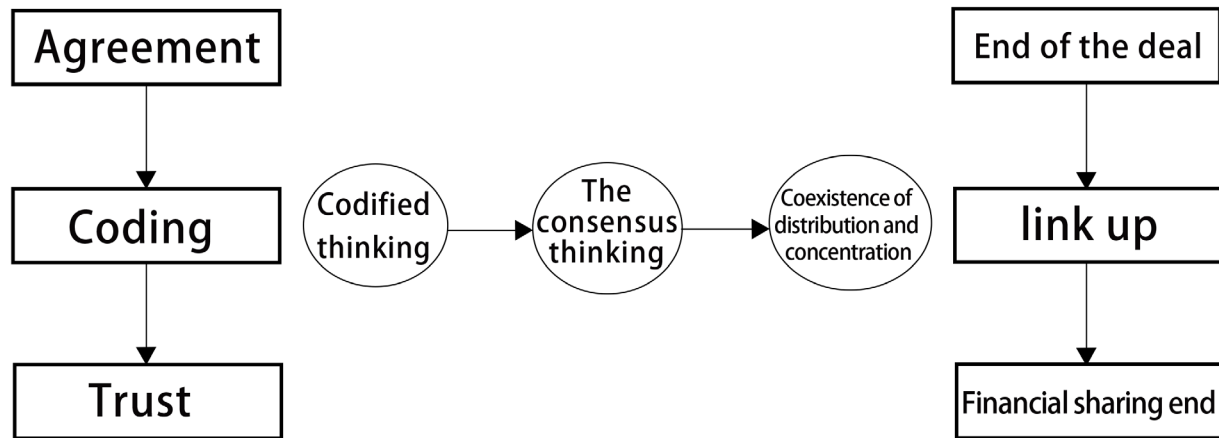 Agreement
Coding
Trust
Codified
thinking
The
consensus
thinking
Coexistence of
distribution and
concentration
End of the deal
link up
Financial sharing end